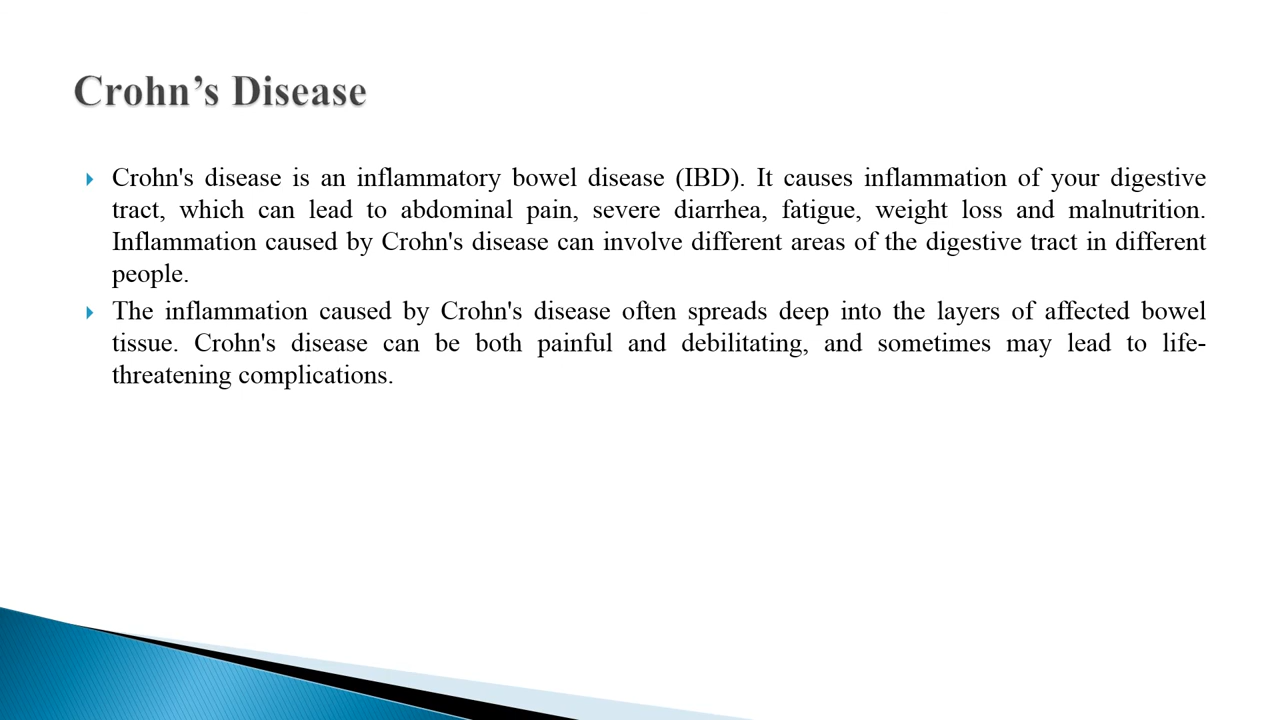 Crohn’s Disease
Crohn's disease is an inflammatory bowel disease (IBD). It causes inflammation of your digestive
tract, which can lead to abdominal pain, severe diarrhea, fatigue, weight loss and malnutrition.
Inflammation caused by Crohn's disease can involve different areas of the digestive tract in different
people.
The inflammation caused by Crohn's disease often spreads deep into the layers of affected bowel
tissue. Crohn's disease can be both painful and debilitating, and sometimes may lead to life-
threatening complications.